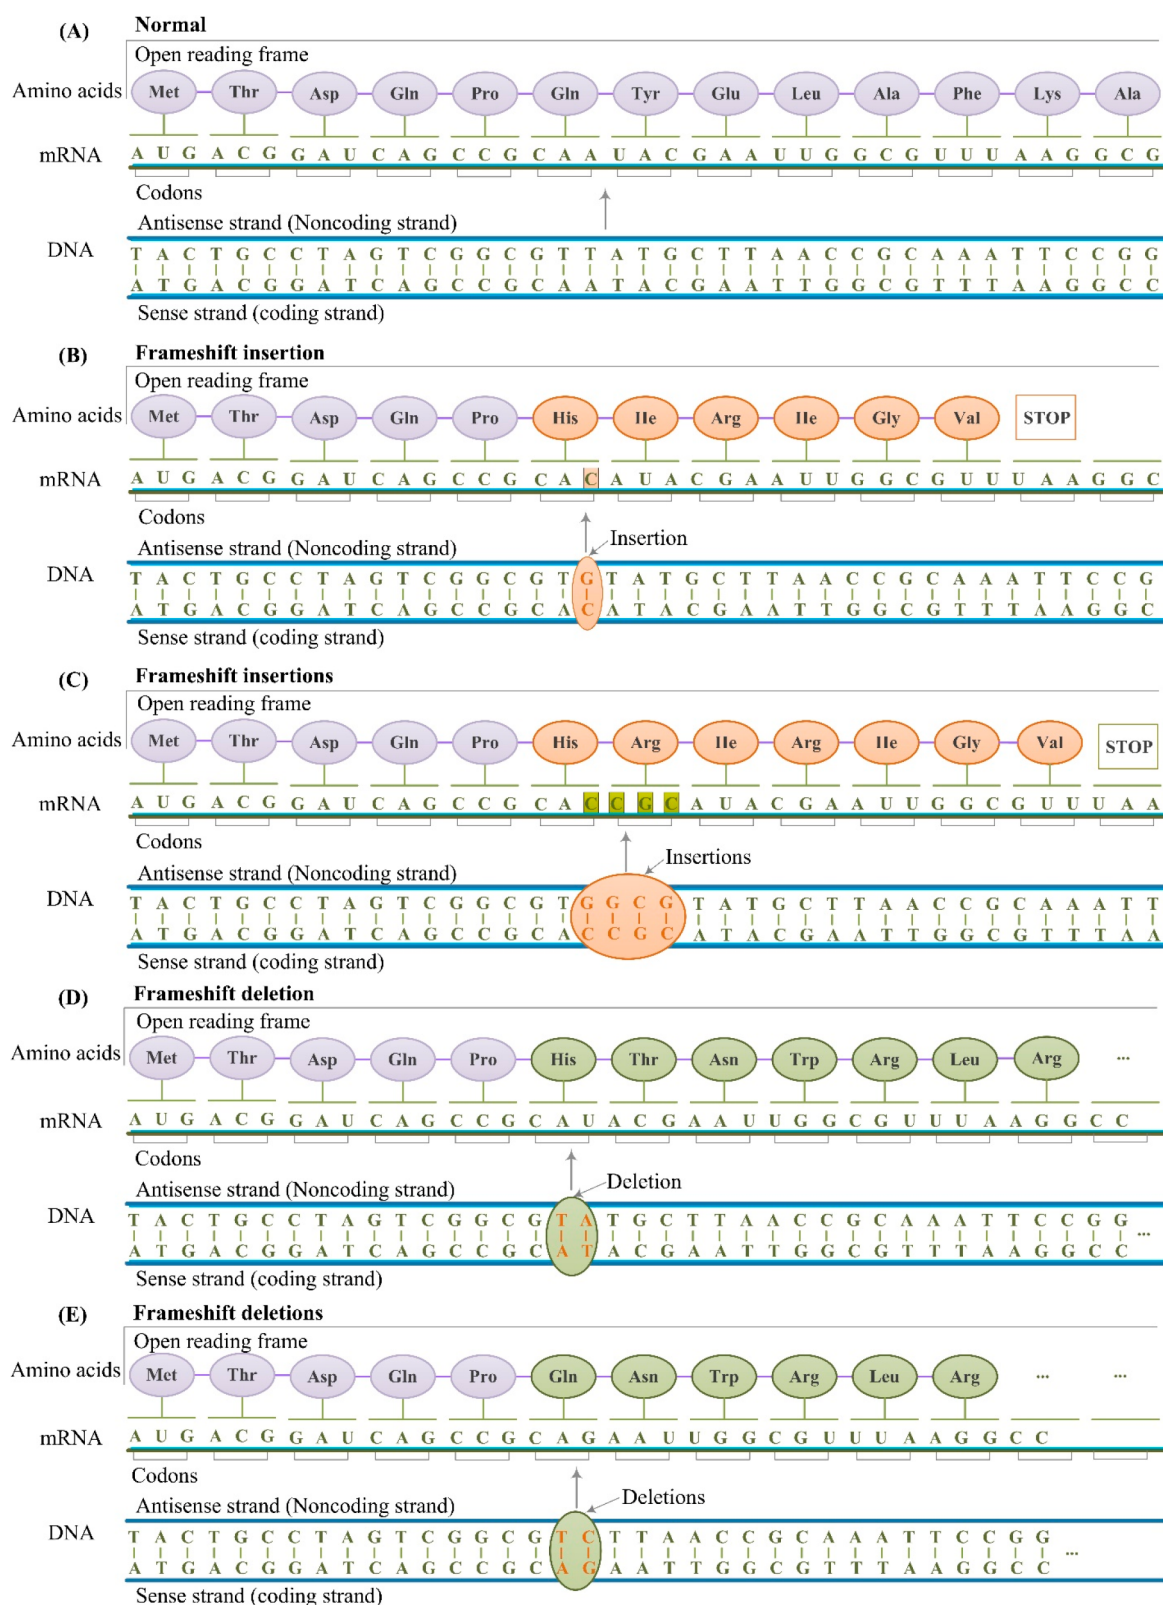 (A) Normal
Open reading frame
Amino acids Met Thr Asp Gln Pro Gln Tyr Glu Leu Ala Phe Lys Ala
mRNA A U G A C G G A U C A G C C G C A A U A C G A A U U G G C G U U U A A G G C G
Codons
Antisense strand (Noncoding strand)
DNA T A C T G C C T A G T C G G C G T T A T G C T T A A C C G C A A A T T C C G G
A T G A C G G A T C A G C C G C A A T A C G A A T T G G C G T T T A A G G C C
Sense strand (coding strand)
(B) Frameshift insertion
Open reading frame
Amino acids Met Thr Asp Gln Pro His Ile Arg Ile Gly Val STOP
mRNA A U G A C G G A U C A G C C G C A C A U A C G A A U U G G C G U U U A A G G C
Codons
Insertion
Antisense strand (Noncoding strand)
DNA T A C T G C C T A G T C G G C G T G T A T G C T T A A C C G C A A A T T C C G
A T G A C G G A T C A G C C G C A C A T A C G A A T T G G C G T T T A A G G C
Sense strand (coding strand)
(C) Frameshift insertions
Open reading frame
Amino acids Met Thr Asp Gln Pro His Arg Ile Arg Ile Gly Val STOP
mRNA A U G A C G G A U C A G C C G C A C C G C A U A C G A A U U G G C G U U U A A
Codons
Insertions
Antisense strand (Noncoding strand)
DNA T A C T G C C T A G T C G G C G T G G C G T A T G C T T A A C C G C A A A T T
A T G A C G G A T C A G C C G C A C C G C A T A C G A A T T G G C G T T T A A
Sense strand (coding strand)
(D) Frameshift deletion
Open reading frame
Amino acids Met Thr Asp Gln Pro His Thr Asn Trp Arg Leu Arg ...
mRNA A U G A C G G A U C A G C C G C A U A C G A A U U G G C G U U U A A G G C C
Codons
Deletion
Antisense strand (Noncoding strand)
DNA T A C T G C C T A G T C G G C G T A T G C T T A A C C G C A A A T T C C G G ...
A T G A C G G A T C A G C C G C A T A C G A A T T G G C G T T T A A G G C C
Sense strand (coding strand)
(E) Frameshift deletions
Open reading frame
Amino acids Met Thr Asp Gln Pro Gln Asn Trp Arg Leu Arg ... ...
mRNA A U G A C G G A U C A G C C G C A G A A U U G G C G U U U A A G G C C
Codons
Deletions
Antisense strand (Noncoding strand)
DNA T A C T G C C T A G T C G G C G T C T T A A C C G C A A A T T C C G G ...
A T G A C G G A T C A G C C G C A G A A T T G G C G T T T A A G G C C
Sense strand (coding strand)